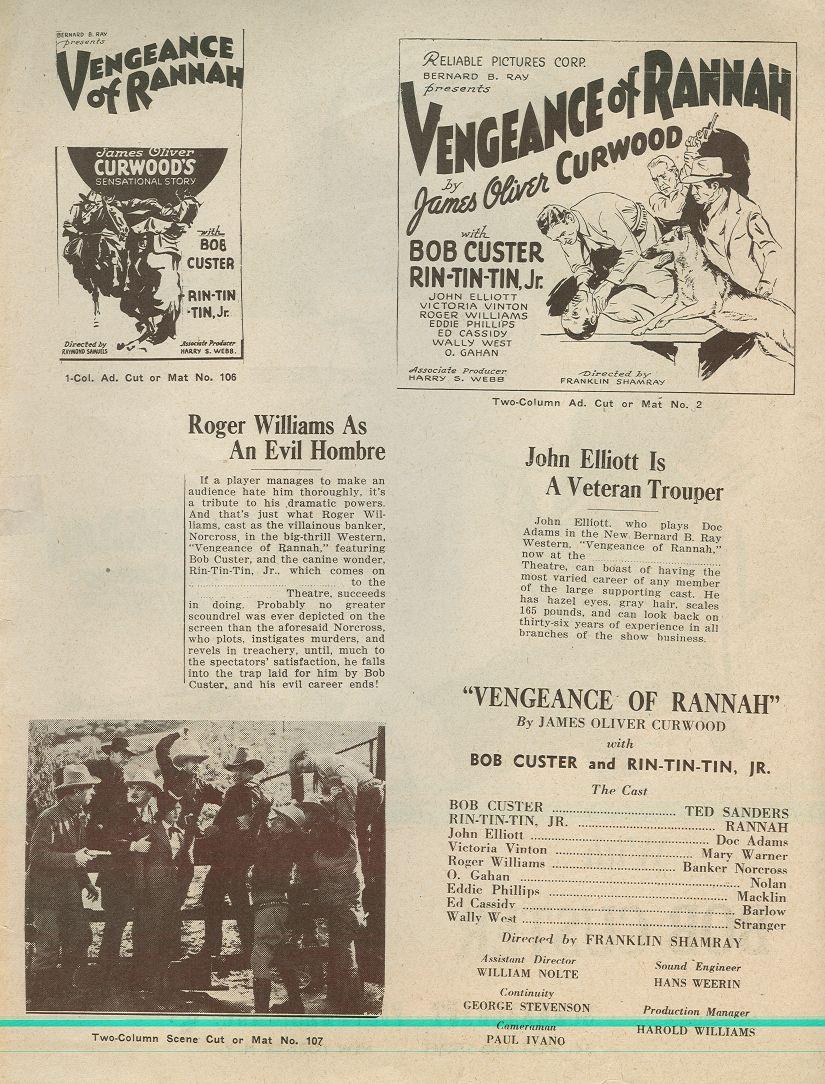 BERNARD B. RAY
presents
VENGEANCE
of RANNAH
James Oliver
CURWOOD'S
SENSATIONAL STORY
with
BOB
CUSTER
RIN-TIN
-TIN, Jr.
Directed by
RAYMOND SAMUELS
Associate Producer
HARRY S. WEBB.
1-Col. Ad. Cut or Mat No. 106
RELIABLE PICTURES CORP.
BERNARD B. RAY
presents
VENGEANCE of RANNAH
by
James Oliver CURWOOD
with
BOB CUSTER
RIN-TIN-TIN, Jr.
JOHN ELLIOTT
VICTORIA VINTON
ROGER WILLIAMS
EDDIE PHILLIPS
ED CASSIDY
WALLY WEST
O. GAHAN
Associate Producer
HARRY S. WEBB
Directed by
FRANKLIN SHAMRAY
Two-Column Ad. Cut or Mat No. 2
Roger Williams As
An Evil Hombre
If a player manages to make an
audience hate him thoroughly, it's
a tribute to his dramatic powers.
And that's just what Roger Wil-
liams, cast as the villainous banker,
Norcross, in the big-thrill Western,
"Vengeance of Rannah," featuring
Bob Custer, and the canine wonder,
Rin-Tin-Tin, Jr., which comes on
.............................. to the
.................... Theatre, succeeds
in doing. Probably no greater
scoundrel was ever depicted on the
screen than the aforesaid Norcross,
who plots, instigates murders, and
revels in treachery, until, much to
the spectators' satisfaction, he falls
into the trap laid for him by Bob
Custer, and his evil career ends!
John Elliott Is
A Veteran Trouper
John Elliott, who plays Doc
Adams in the New Bernard B. Ray
Western, "Vengeance of Rannah,"
now at the ..............................
Theatre, can boast of having the
most varied career of any member
of the large supporting cast. He
has hazel eyes, gray hair, scales
165 pounds, and can look back on
thirty-six years of experience in all
branches of the show business.
Two-Column Scene Cut or Mat No. 107
"VENGEANCE OF RANNAH"
By JAMES OLIVER CURWOOD
with
BOB CUSTER and RIN-TIN-TIN, JR.
The Cast
BOB CUSTER .............................. TED SANDERS
RIN-TIN-TIN, JR. .............................. RANNAH
John Elliott .............................. Doc Adams
Victoria Vinton .............................. Mary Warner
Roger Williams .............................. Banker Norcross
O. Gahan .............................. Nolan
Eddie Phillips .............................. Macklin
Ed Cassidy .............................. Barlow
Wally West .............................. Stranger
Directed by FRANKLIN SHAMRAY
Assistant Director
WILLIAM NOLTE
Continuity
GEORGE STEVENSON
Cameraman
PAUL IVANO
Sound Engineer
HANS WEERIN
Production Manager
HAROLD WILLIAMS